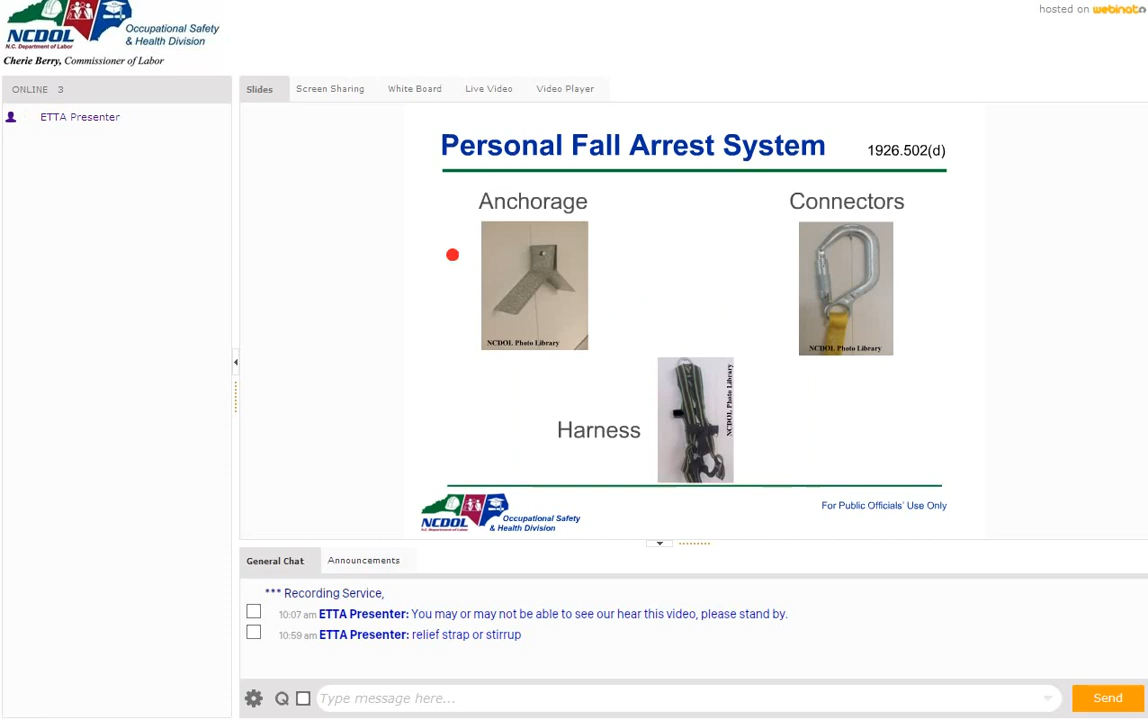 hosted on webinato
NCDOL
N.C. Department of Labor
Occupational Safety
& Health Division
Cherie Berry, Commissioner of Labor
ONLINE 3
ETTA Presenter
Slides Screen Sharing White Board Live Video Video Player
Personal Fall Arrest System 1926.502(d)
Anchorage Connectors
NCDOL Photo Library
NCDOL Photo Library
Harness
NCDOL Photo Library
NCDOL
N.C. Department of Labor
Occupational Safety
& Health Division
For Public Officials' Use Only
General Chat Announcements
*** Recording Service,
10:07 am ETTA Presenter: You may or may not be able to see our hear this video, please stand by.
10:59 am ETTA Presenter: relief strap or stirrup
Q Type message here... Send